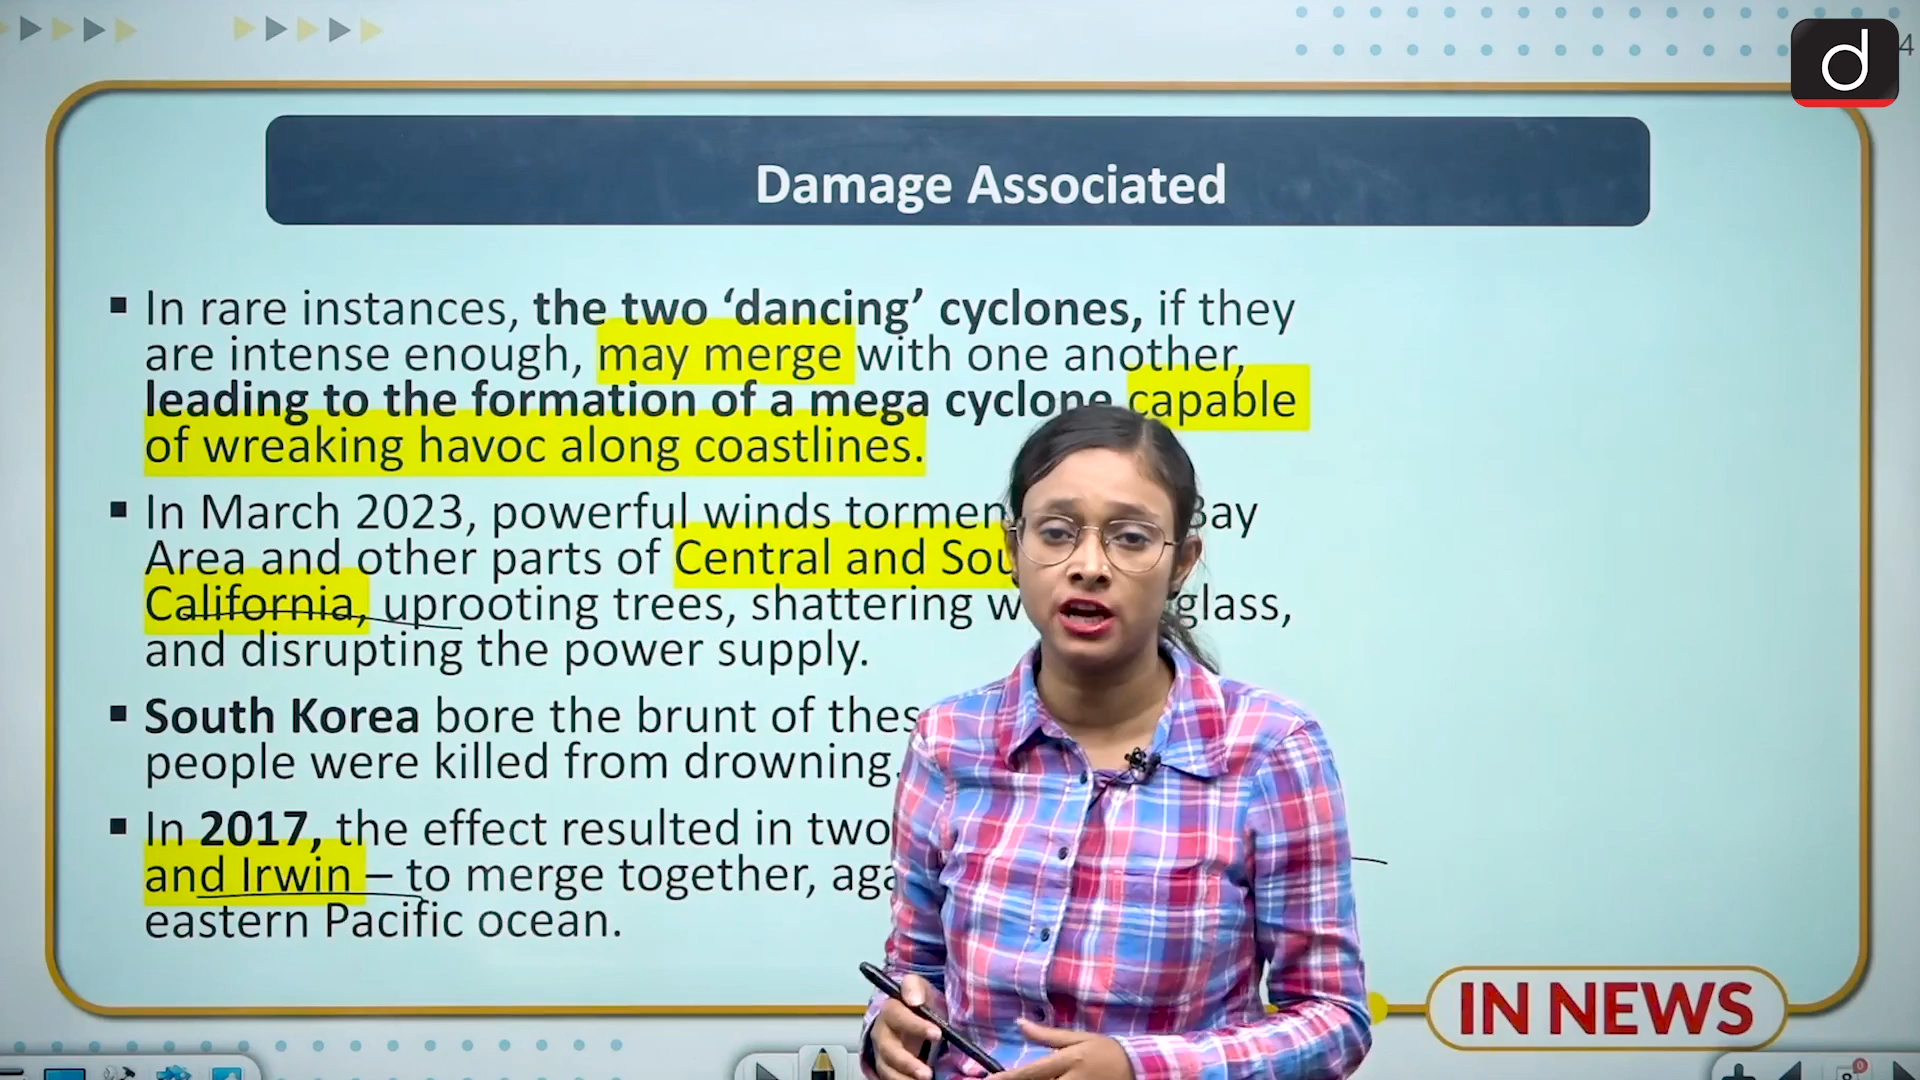 4
d
Damage Associated
In rare instances, the two ‘dancing’ cyclones, if they
are intense enough, may merge with one another,
leading to the formation of a mega cyclone capable
of wreaking havoc along coastlines.
In March 2023, powerful winds Bay
Area and other parts of Central and
California, uprooting trees, shattering glass,
and disrupting the power supply.
South Korea bore the brunt of
people were killed from drowning.
In 2017, the effect resulted in two
and Irwin – to merge together,
eastern Pacific ocean.
IN NEWS